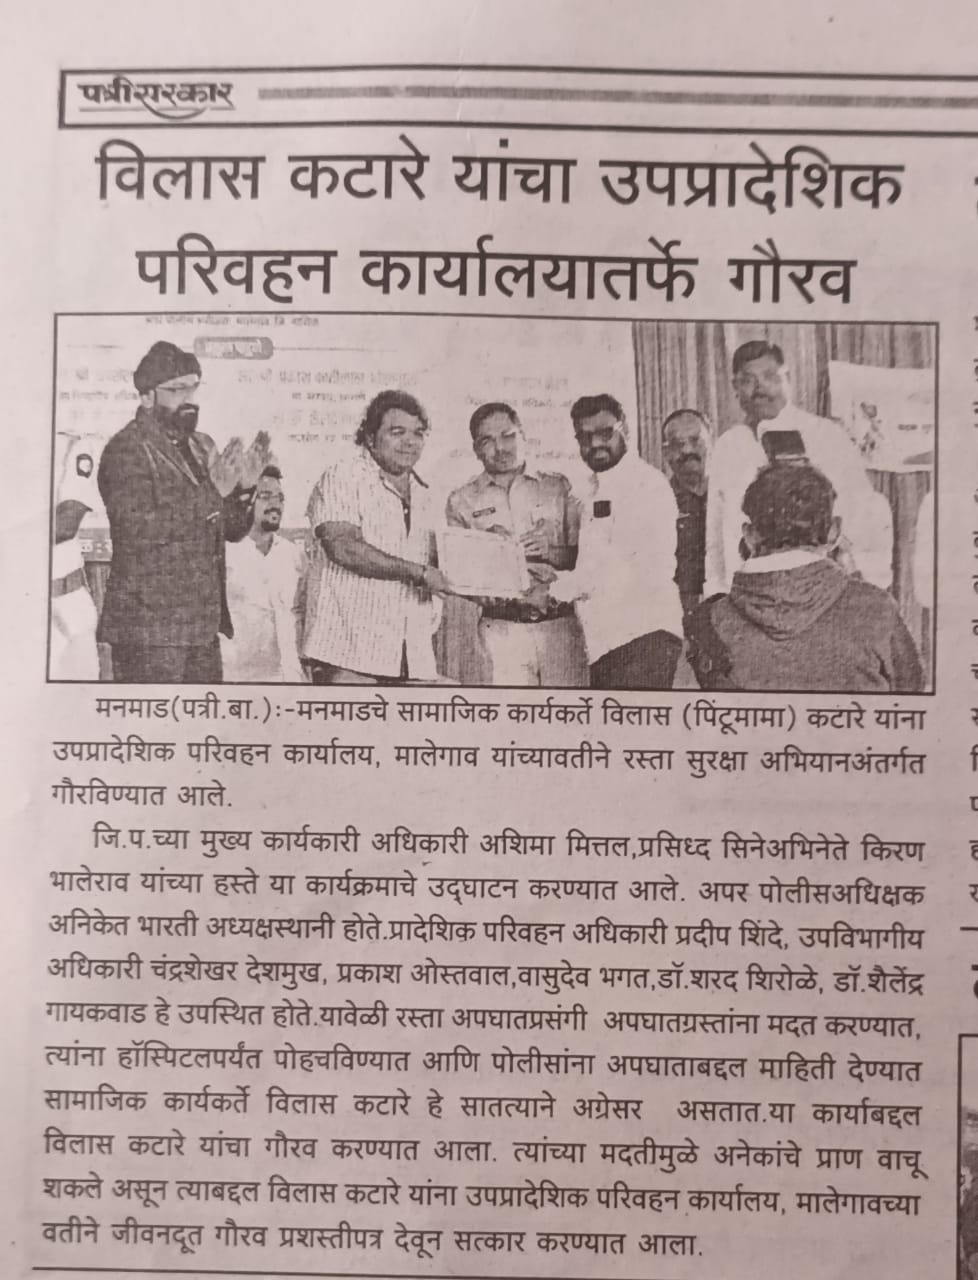 पत्रीसरकार
विलास कटारे यांचा उपप्रादेशिक
परिवहन कार्यालयातर्फे गौरव
मनमाड(पत्री.बा.):-मनमाडचे सामाजिक कार्यकर्ते विलास (पिंटूमामा) कटारे यांना
उपप्रादेशिक परिवहन कार्यालय, मालेगाव यांच्यावतीने रस्ता सुरक्षा अभियानअंतर्गत
गौरविण्यात आले.
जि.प.च्या मुख्य कार्यकारी अधिकारी अशिमा मित्तल,प्रसिध्द सिनेअभिनेते किरण
भालेराव यांच्या हस्ते या कार्यक्रमाचे उद्घाटन करण्यात आले. अपर पोलीसअधिक्षक
अनिकेत भारती अध्यक्षस्थानी होते.प्रादेशिक परिवहन अधिकारी प्रदीप शिंदे, उपविभागीय
अधिकारी चंद्रशेखर देशमुख, प्रकाश ओस्तवाल,वासुदेव भगत,डॉ.शरद शिरोळे, डॉ.शैलेंद्र
गायकवाड हे उपस्थित होते.यावेळी रस्ता अपघातप्रसंगी अपघातग्रस्तांना मदत करण्यात,
त्यांना हॉस्पिटलपर्यंत पोहचविण्यात आणि पोलीसांना अपघाताबद्दल माहिती देण्यात
सामाजिक कार्यकर्ते विलास कटारे हे सातत्याने अग्रेसर असतात.या कार्याबद्दल
विलास कटारे यांचा गौरव करण्यात आला. त्यांच्या मदतीमुळे अनेकांचे प्राण वाचू
शकले असून त्याबद्दल विलास कटारे यांना उपप्रादेशिक परिवहन कार्यालय, मालेगावच्या
वतीने जीवनदूत गौरव प्रशस्तीपत्र देवून सत्कार करण्यात आला.